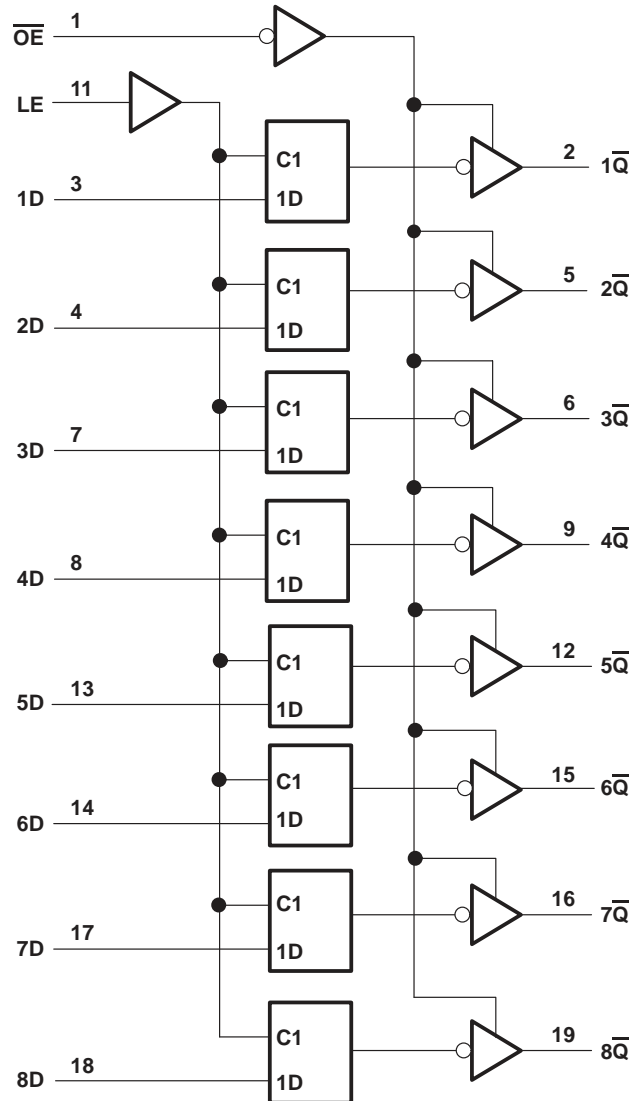 O̅E̅ 1
LE 11
C1
1D 3 1D 2 1Q̅
C1
2D 4 1D 5 2Q̅
C1
3D 7 1D 6 3Q̅
C1
4D 8 1D 9 4Q̅
C1
5D 13 1D 12 5Q̅
C1
6D 14 1D 15 6Q̅
C1
7D 17 1D 16 7Q̅
C1
8D 18 1D 19 8Q̅